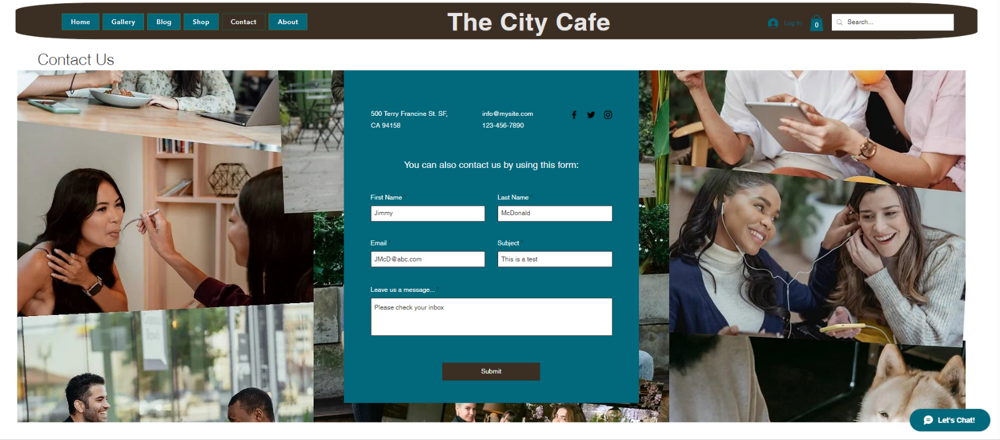 Home
Gallery
Blog
Shop
Contact
About
The City Cafe
Log In
0
Search...
Contact Us
500 Terry Francine St. SF,
CA 94158
info@mysite.com
123-456-7890
You can also contact us by using this form:
First Name
Last Name
Jimmy
McDonald
Email
Subject
JMcD@abc.com
This is a test
Leave us a message... *
Please check your inbox
Submit
Let's Chat!